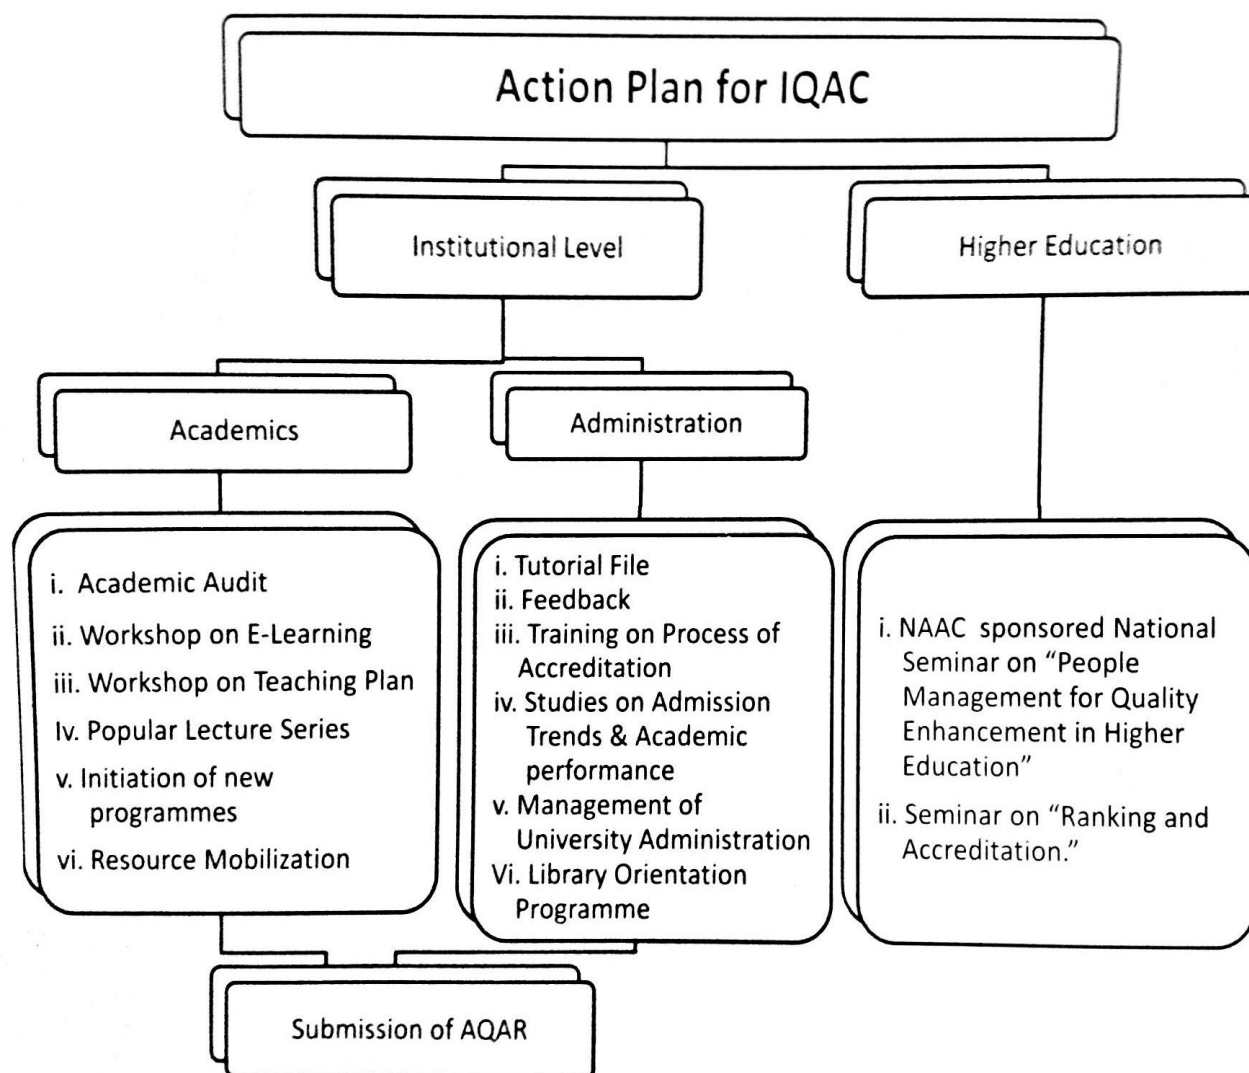 Action Plan for IQAC
Institutional Level
Higher Education
Academics
Administration
i. Academic Audit
ii. Workshop on E-Learning
iii. Workshop on Teaching Plan
Iv. Popular Lecture Series
v. Initiation of new
programmes
vi. Resource Mobilization
i. Tutorial File
ii. Feedback
iii. Training on Process of
Accreditation
iv. Studies on Admission
Trends & Academic
performance
v. Management of
University Administration
Vi. Library Orientation
Programme
i. NAAC sponsored National
Seminar on “People
Management for Quality
Enhancement in Higher
Education”
ii. Seminar on “Ranking and
Accreditation.”
Submission of AQAR